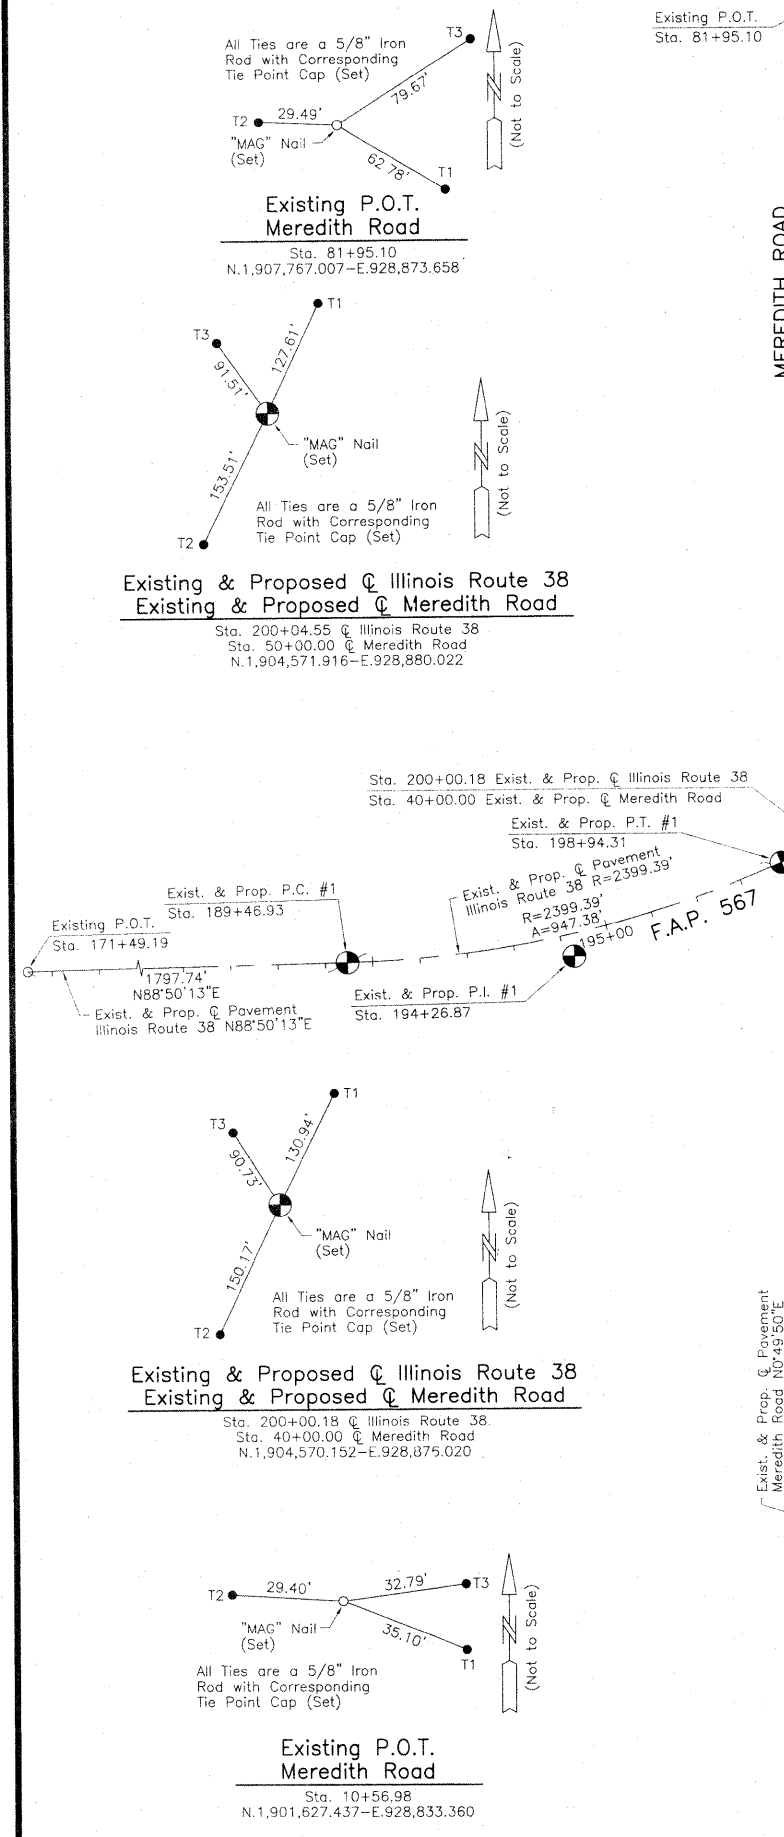 Existing P.O.T.
Sta. 81+95.10
All Ties are a 5/8" Iron
Rod with Corresponding
Tie Point Cap (Set)
T3
79.67'
T2
29.49'
"MAG" Nail
(Set)
62.78'
T1
(Not to Scale)
N
Existing P.O.T.
Meredith Road
Sta. 81+95.10
N.1,907,767.007-E.928,873.658
MEREDITH ROAD
T1
T3
127.61'
91.51'
"MAG" Nail
(Set)
153.51'
All Ties are a 5/8" Iron
Rod with Corresponding
Tie Point Cap (Set)
T2
N
(Not to Scale)
Existing & Proposed ℄ Illinois Route 38
Existing & Proposed ℄ Meredith Road
Sta. 200+04.55 ℄ Illinois Route 38
Sta. 50+00.00 ℄ Meredith Road
N.1,904,571.916-E.928,880.022
Sta. 200+00.18 Exist. & Prop. ℄ Illinois Route 38
Sta. 40+00.00 Exist. & Prop. ℄ Meredith Road
Exist. & Prop. P.T. #1
Sta. 198+94.31
Exist. & Prop. ℄ Pavement
Illinois Route 38 R=2399.39'
R=2399.39'
A=947.38'
195+00
F.A.P. 567
Exist. & Prop. P.C. #1
Sta. 189+46.93
Existing P.O.T.
Sta. 171+49.19
1797.74'
N88°50'13"E
Exist. & Prop. ℄ Pavement
Illinois Route 38 N88°50'13"E
Exist. & Prop. P.I. #1
Sta. 194+26.87
T1
T3
130.94'
90.73'
"MAG" Nail
(Set)
150.17'
All Ties are a 5/8" Iron
Rod with Corresponding
Tie Point Cap (Set)
T2
N
(Not to Scale)
Existing & Proposed ℄ Illinois Route 38
Existing & Proposed ℄ Meredith Road
Sta. 200+00.18 ℄ Illinois Route 38
Sta. 40+00.00 ℄ Meredith Road
N.1,904,570.152-E.928,875.020
Exist. & Prop. ℄ Pavement
Meredith Road N0°49'50"E
T2
29.40'
32.79'
T3
"MAG" Nail
(Set)
35.10'
T1
All Ties are a 5/8" Iron
Rod with Corresponding
Tie Point Cap (Set)
N
(Not to Scale)
Existing P.O.T.
Meredith Road
Sta. 10+56.98
N.1,901,627.437-E.928,833.360